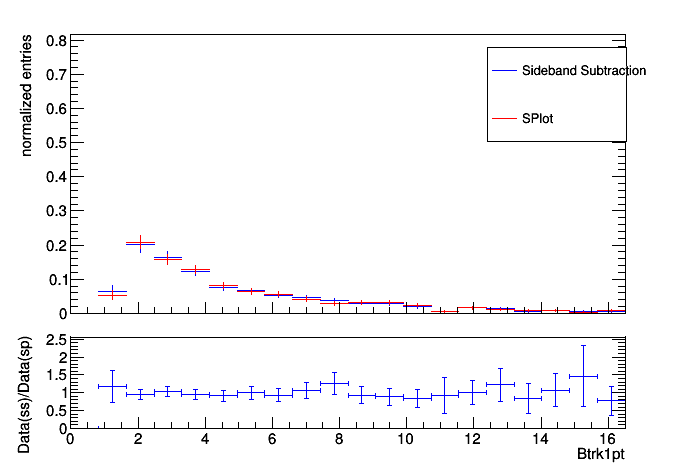 normalized entries
0.8
0.7
0.6
0.5
0.4
0.3
0.2
0.1
0
Sideband Subtraction
SPlot
Data(ss)/Data(sp)
2.5
2
1.5
1
0.5
0
0 2 4 6 8 10 12 14 16
Btrk1pt